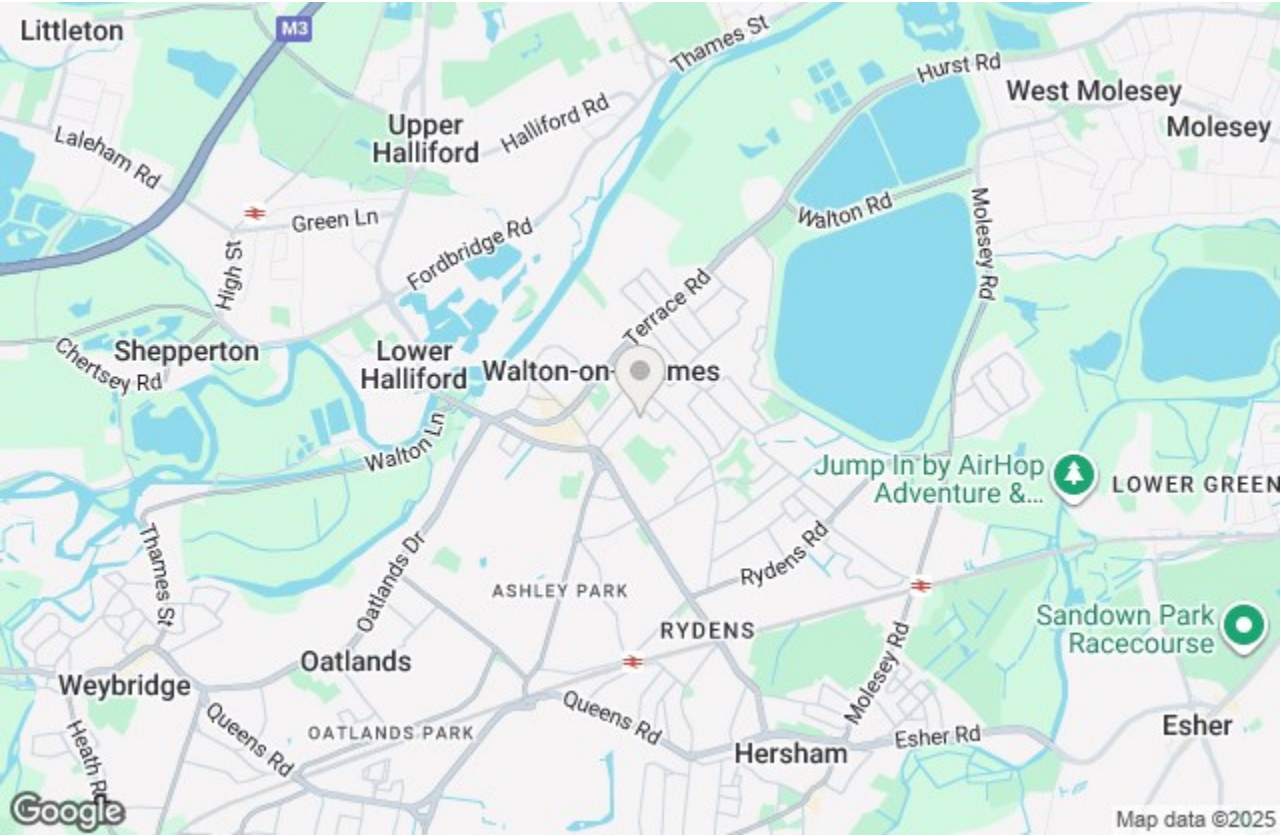 Littleton
M3
Thames St
Hurst Rd
West Molesey
Molesey
Laleham Rd
Upper
Halliford
Halliford Rd
Green Ln
High St
Fordbridge Rd
Walton Rd
Molesey Rd
Terrace Rd
Chertsey Rd
Shepperton
Lower
Halliford
Walton-on-
mes
Walton Ln
Jump In by AirHop
Adventure &...
LOWER GREEN
Thames St
Oatlands Dr
Rydens Rd
ASHLEY PARK
RYDENS
Sandown Park
Racecourse
Oatlands
Weybridge
Molesey Rd
Queens Rd
Queens Rd
OATLANDS PARK
Heath Rd
Hersham
Esher Rd
Esher
Google
Map data ©2025